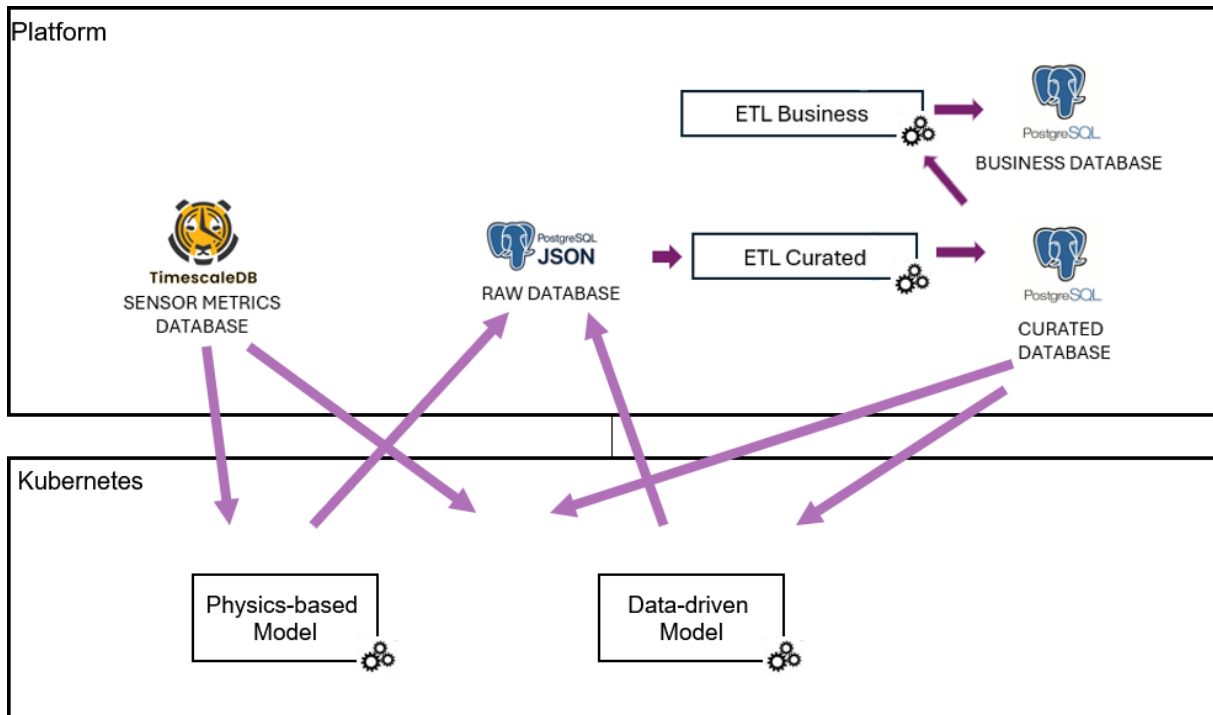 Platform
ETL Business
PostgreSQL
BUSINESS DATABASE
TimescaleDB
SENSOR METRICS
DATABASE
PostgreSQL
JSON
RAW DATABASE
ETL Curated
PostgreSQL
CURATED
DATABASE
Kubernetes
Physics-based
Model
Data-driven
Model